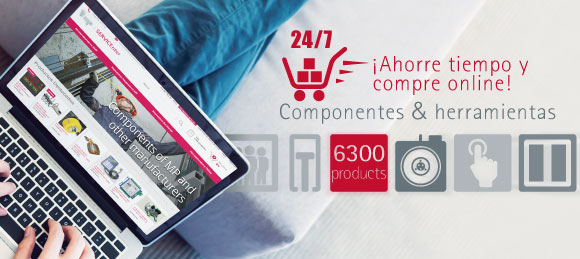 24/7
¡Ahorre tiempo y
compre online!
Componentes & herramientas
6300
products
Components of MP and
other manufacturers